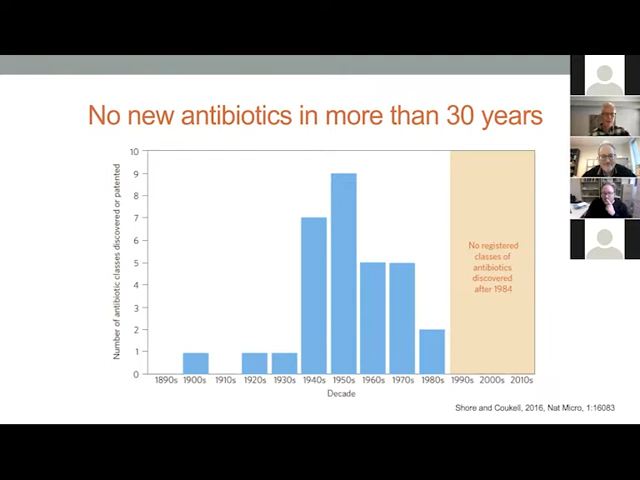 No new antibiotics in more than 30 years
Number of antibiotic classes discovered or patented
10
9
8
7
6
5
4
3
2
1
0
No registered
classes of
antibiotics
discovered
after 1984
1890s 1900s 1910s 1920s 1930s 1940s 1950s 1960s 1970s 1980s 1990s 2000s 2010s
Decade
Shore and Coukell, 2016, Nat Micro, 1:16083